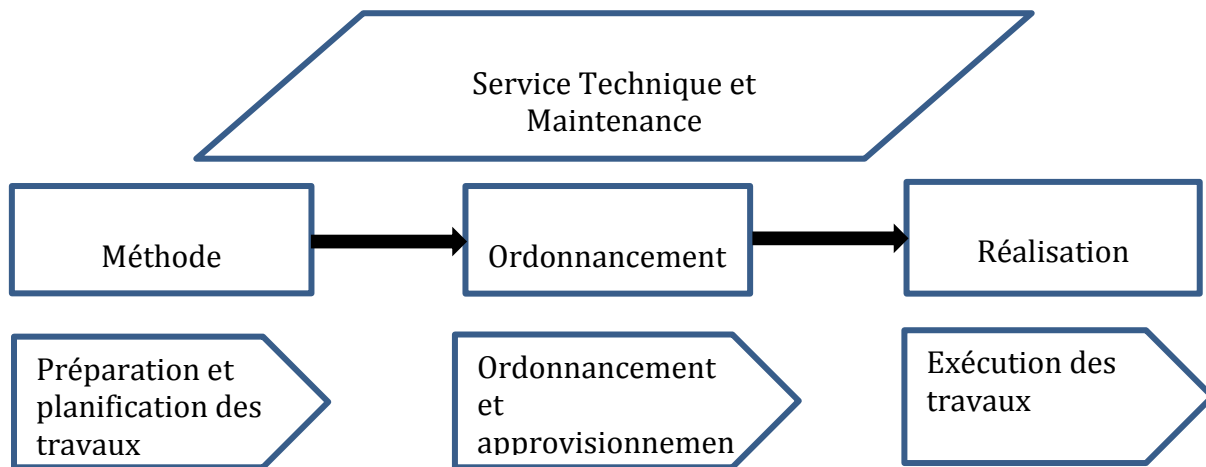 Service Technique et
Maintenance
Méthode
Ordonnancement
Réalisation
Préparation et
planification des
travaux
Ordonnancement
et
approvisionnemen
Exécution des
travaux